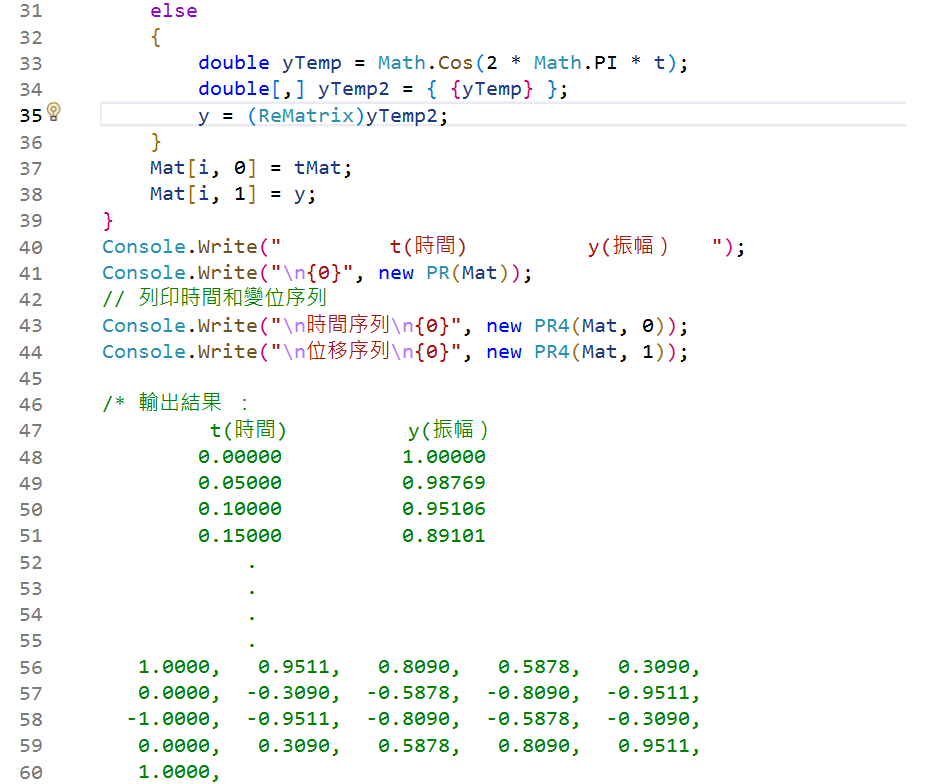 31 else
32 {
33 double yTemp = Math.Cos(2 * Math.PI * t);
34 double[,] yTemp2 = { {yTemp} };
35 y = (ReMatrix)yTemp2;
36 }
37 Mat[i, 0] = tMat;
38 Mat[i, 1] = y;
39 }
40 Console.Write("         t(時間)          y(振幅）   ");
41 Console.Write("\n{0}", new PR(Mat));
42 // 列印時間和變位序列
43 Console.Write("\n時間序列\n{0}", new PR4(Mat, 0));
44 Console.Write("\n位移序列\n{0}", new PR4(Mat, 1));
45
46 /* 輸出結果 ：
47 t(時間) y(振幅）
48 0.00000 1.00000
49 0.05000 0.98769
50 0.10000 0.95106
51 0.15000 0.89101
52 .
53 .
54 .
55 .
56 1.0000, 0.9511, 0.8090, 0.5878, 0.3090,
57 0.0000, -0.3090, -0.5878, -0.8090, -0.9511,
58 -1.0000, -0.9511, -0.8090, -0.5878, -0.3090,
59 0.0000, 0.3090, 0.5878, 0.8090, 0.9511,
60 1.0000,